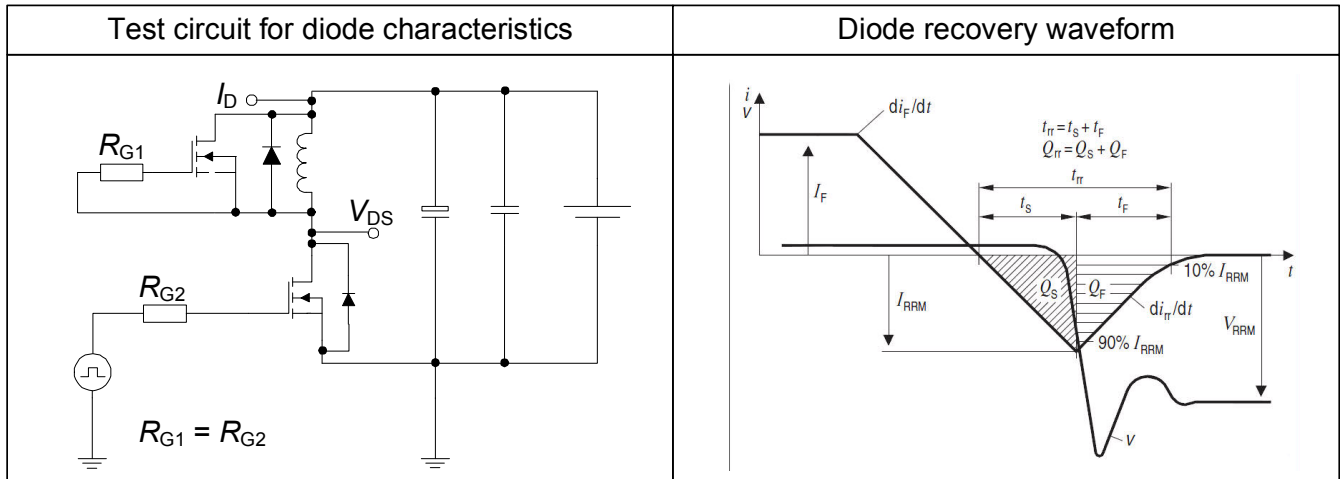 Test circuit for diode characteristics
Diode recovery waveform
I_D
R_G1
V_DS
R_G2
R_G1 = R_G2
i
v
di_F/dt
t_rr = t_S + t_F
Q_rr = Q_S + Q_F
t_rr
t_S
t_F
I_F
t
10% I_RRM
Q_S
Q_F
I_RRM
di_rr/dt
V_RRM
90% I_RRM
v